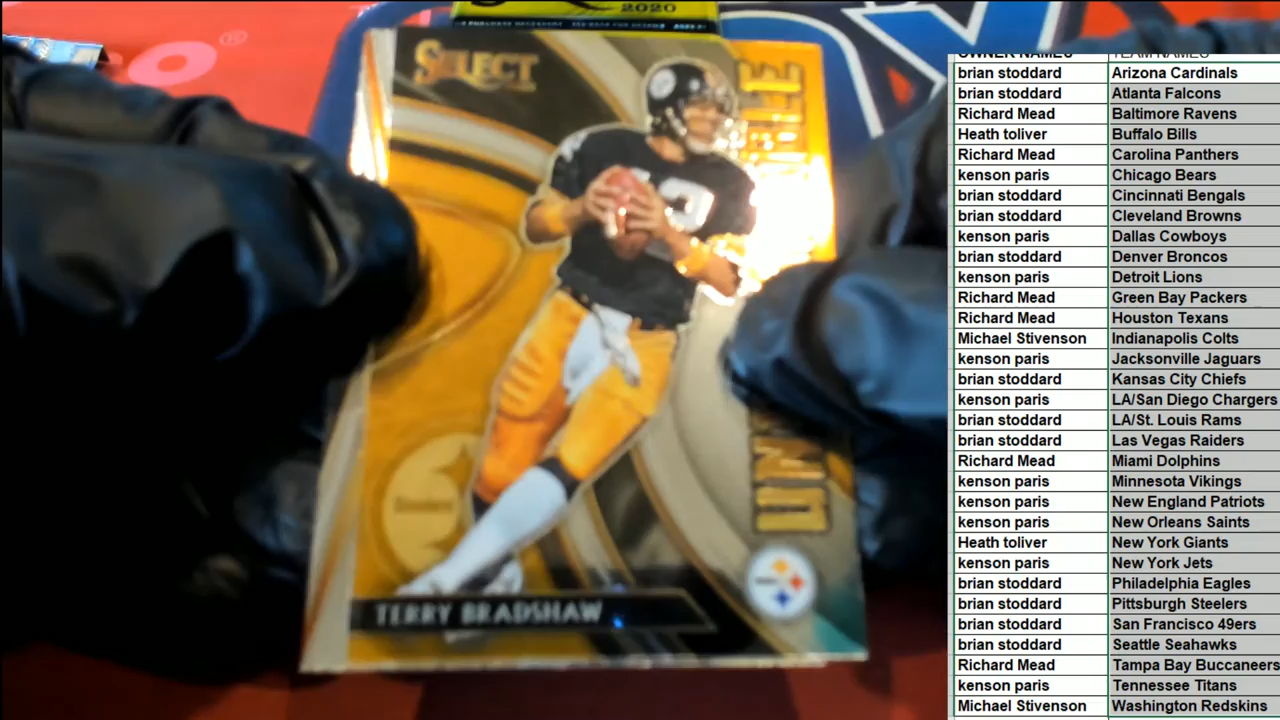 2020
SELECT
TERRY BRADSHAW
Steelers
OWNER NAMES TEAM NAMES
brian stoddard Arizona Cardinals
brian stoddard Atlanta Falcons
Richard Mead Baltimore Ravens
Heath toliver Buffalo Bills
Richard Mead Carolina Panthers
kenson paris Chicago Bears
brian stoddard Cincinnati Bengals
brian stoddard Cleveland Browns
kenson paris Dallas Cowboys
brian stoddard Denver Broncos
kenson paris Detroit Lions
Richard Mead Green Bay Packers
Richard Mead Houston Texans
Michael Stivenson Indianapolis Colts
kenson paris Jacksonville Jaguars
brian stoddard Kansas City Chiefs
kenson paris LA/San Diego Chargers
brian stoddard LA/St. Louis Rams
brian stoddard Las Vegas Raiders
Richard Mead Miami Dolphins
kenson paris Minnesota Vikings
kenson paris New England Patriots
kenson paris New Orleans Saints
Heath toliver New York Giants
kenson paris New York Jets
brian stoddard Philadelphia Eagles
brian stoddard Pittsburgh Steelers
brian stoddard San Francisco 49ers
brian stoddard Seattle Seahawks
Richard Mead Tampa Bay Buccaneers
kenson paris Tennessee Titans
Michael Stivenson Washington Redskins